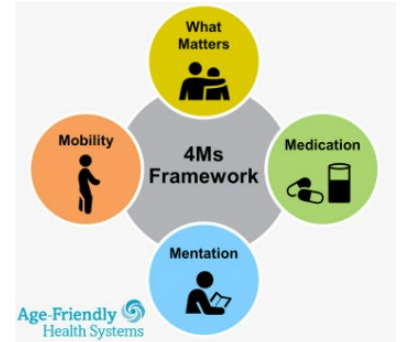 What
Matters
Mobility
4Ms
Framework
Medication
Mentation
Age-Friendly
Health Systems